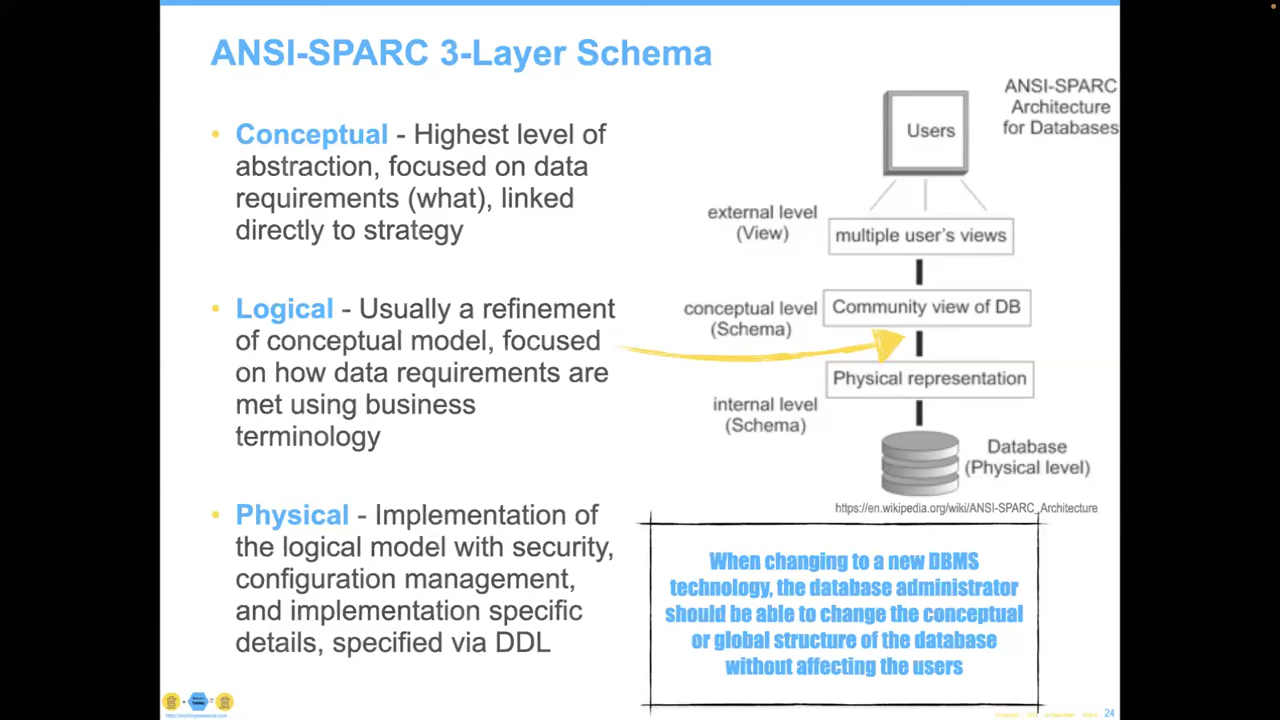 ANSI-SPARC 3-Layer Schema
• Conceptual - Highest level of
abstraction, focused on data
requirements (what), linked
directly to strategy
• Logical - Usually a refinement
of conceptual model, focused
on how data requirements are
met using business
terminology
• Physical - Implementation of
the logical model with security,
configuration management,
and implementation specific
details, specified via DDL
ANSI-SPARC
Architecture
for Databases
Users
external level
(View)
multiple user's views
conceptual level
(Schema)
Community view of DB
Physical representation
internal level
(Schema)
Database
(Physical level)
https://en.wikipedia.org/wiki/ANSI-SPARC_Architecture
When changing to a new DBMS
technology, the database administrator
should be able to change the conceptual
or global structure of the database
without affecting the users
24